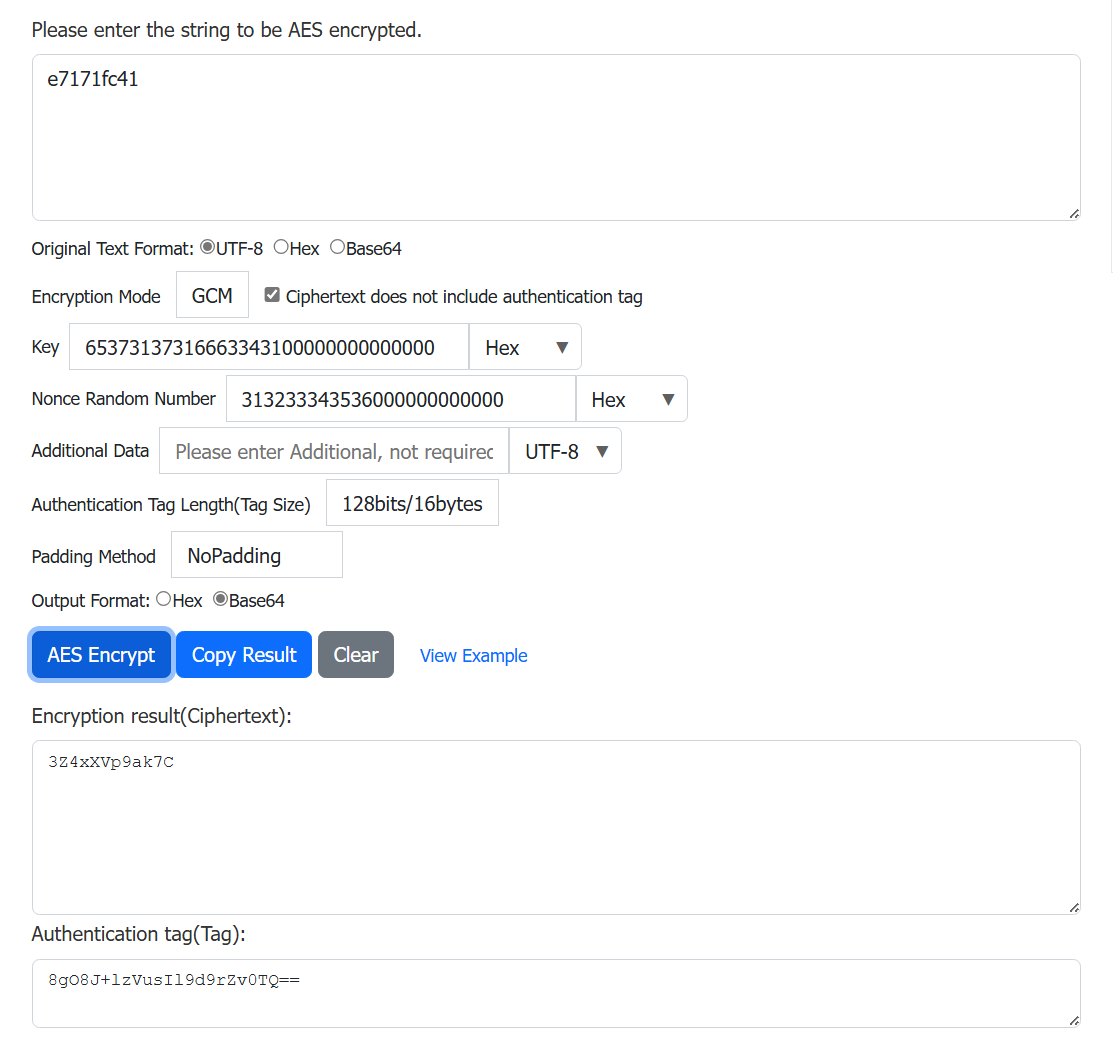 Please enter the string to be AES encrypted.
e7171fc41
Original Text Format: UTF-8 Hex Base64
Encryption Mode GCM Ciphertext does not include authentication tag
Key 65373137316663343100000000000000 Hex
Nonce Random Number 313233343536000000000000 Hex
Additional Data Please enter Additional, not required UTF-8
Authentication Tag Length(Tag Size) 128bits/16bytes
Padding Method NoPadding
Output Format: Hex Base64
AES Encrypt Copy Result Clear View Example
Encryption result(Ciphertext):
3Z4xXVp9ak7C
Authentication tag(Tag):
8gO8J+lzVusIl9d9rZv0TQ==